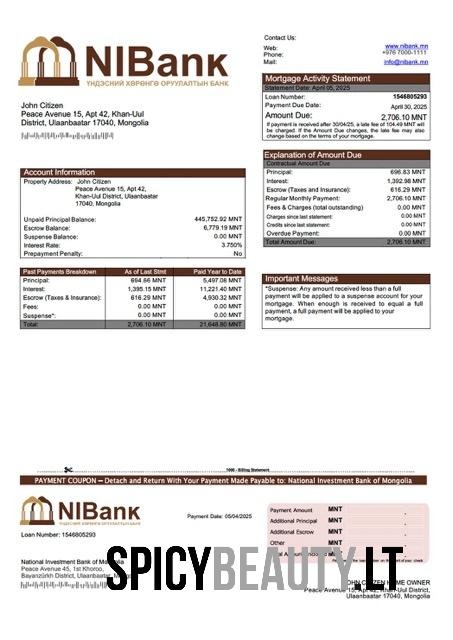 NIBank
ҮНДЭСНИЙ ХӨРӨНГӨ ОРУУЛАЛТЫН БАНК
Contact Us:
Web: www.nibank.mn
Phone: +976 7000-1111
Mail: info@nibank.mn
Mortgage Activity Statement
Statement Date: April 05, 2025
Loan Number: 1546805293
Payment Due Date: April 30, 2025
Amount Due: 2,706.10 MNT
If payment is received after 30/04/25, a late fee of 104.49 MNT will
be charged. If the Amount Due changes, the late fee may also
change based on the terms of your mortgage.
John Citizen
Peace Avenue 15, Apt 42, Khan-Uul
District, Ulaanbaatar 17040, Mongolia
Explanation of Amount Due
Contractual Amount Due
Principal: 696.83 MNT
Interest: 1,392.98 MNT
Escrow (Taxes and Insurance): 616.29 MNT
Regular Monthly Payment: 2,706.10 MNT
Fees & Charges (total outstanding) 0.00 MNT
Charges since last statement: 0.00 MNT
Credits since last statement: 0.00 MNT
Overdue Payment: 0.00 MNT
Total Amount Due: 2,706.10 MNT
Account Information
Property Address: John Citizen
Peace Avenue 15, Apt 42,
Khan-Uul District, Ulaanbaatar
17040, Mongolia
Unpaid Principal Balance: 445,752.92 MNT
Escrow Balance: 6,779.19 MNT
Suspense Balance: 0.00 MNT
Interest Rate: 3.750%
Prepayment Penalty: No
Past Payments Breakdown As of Last Stmt Paid Year to Date
Principal: 694.66 MNT 5,497.08 MNT
Interest: 1,395.15 MNT 11,221.40 MNT
Escrow (Taxes & Insurance): 616.29 MNT 4,930.32 MNT
Fees: 0.00 MNT 0.00 MNT
Suspense*: 0.00 MNT 0.00 MNT
Total: 2,706.10 MNT 21,648.80 MNT
Important Messages
*Suspense: Any amount received less than a full
payment will be applied to a suspense account for your
mortgage. When enough is received to equal a full
payment, a full payment will be applied to your
mortgage.
- Billing Statement
PAYMENT COUPON – Detach and Return With Your Payment Made Payable to: National Investment Bank of Mongolia
NIBank
ҮНДЭСНИЙ ХӨРӨНГӨ ОРУУЛАЛТЫН БАНК
Loan Number: 1546805293
Payment Date: 05/04/2025
Payment Amount MNT
Additional Principal MNT
Additional Escrow MNT
Other MNT
National Investment Bank of Mongolia
Peace Avenue 45, 1st Khoroo,
Bayanzürkh District, Ulaanbaatar
SPICYBEAUTY.LT
JOHN CITIZEN HOME OWNER
Peace Avenue 15, Apt 42, Khan-Uul
District, Ulaanbaatar 17040, Mongolia